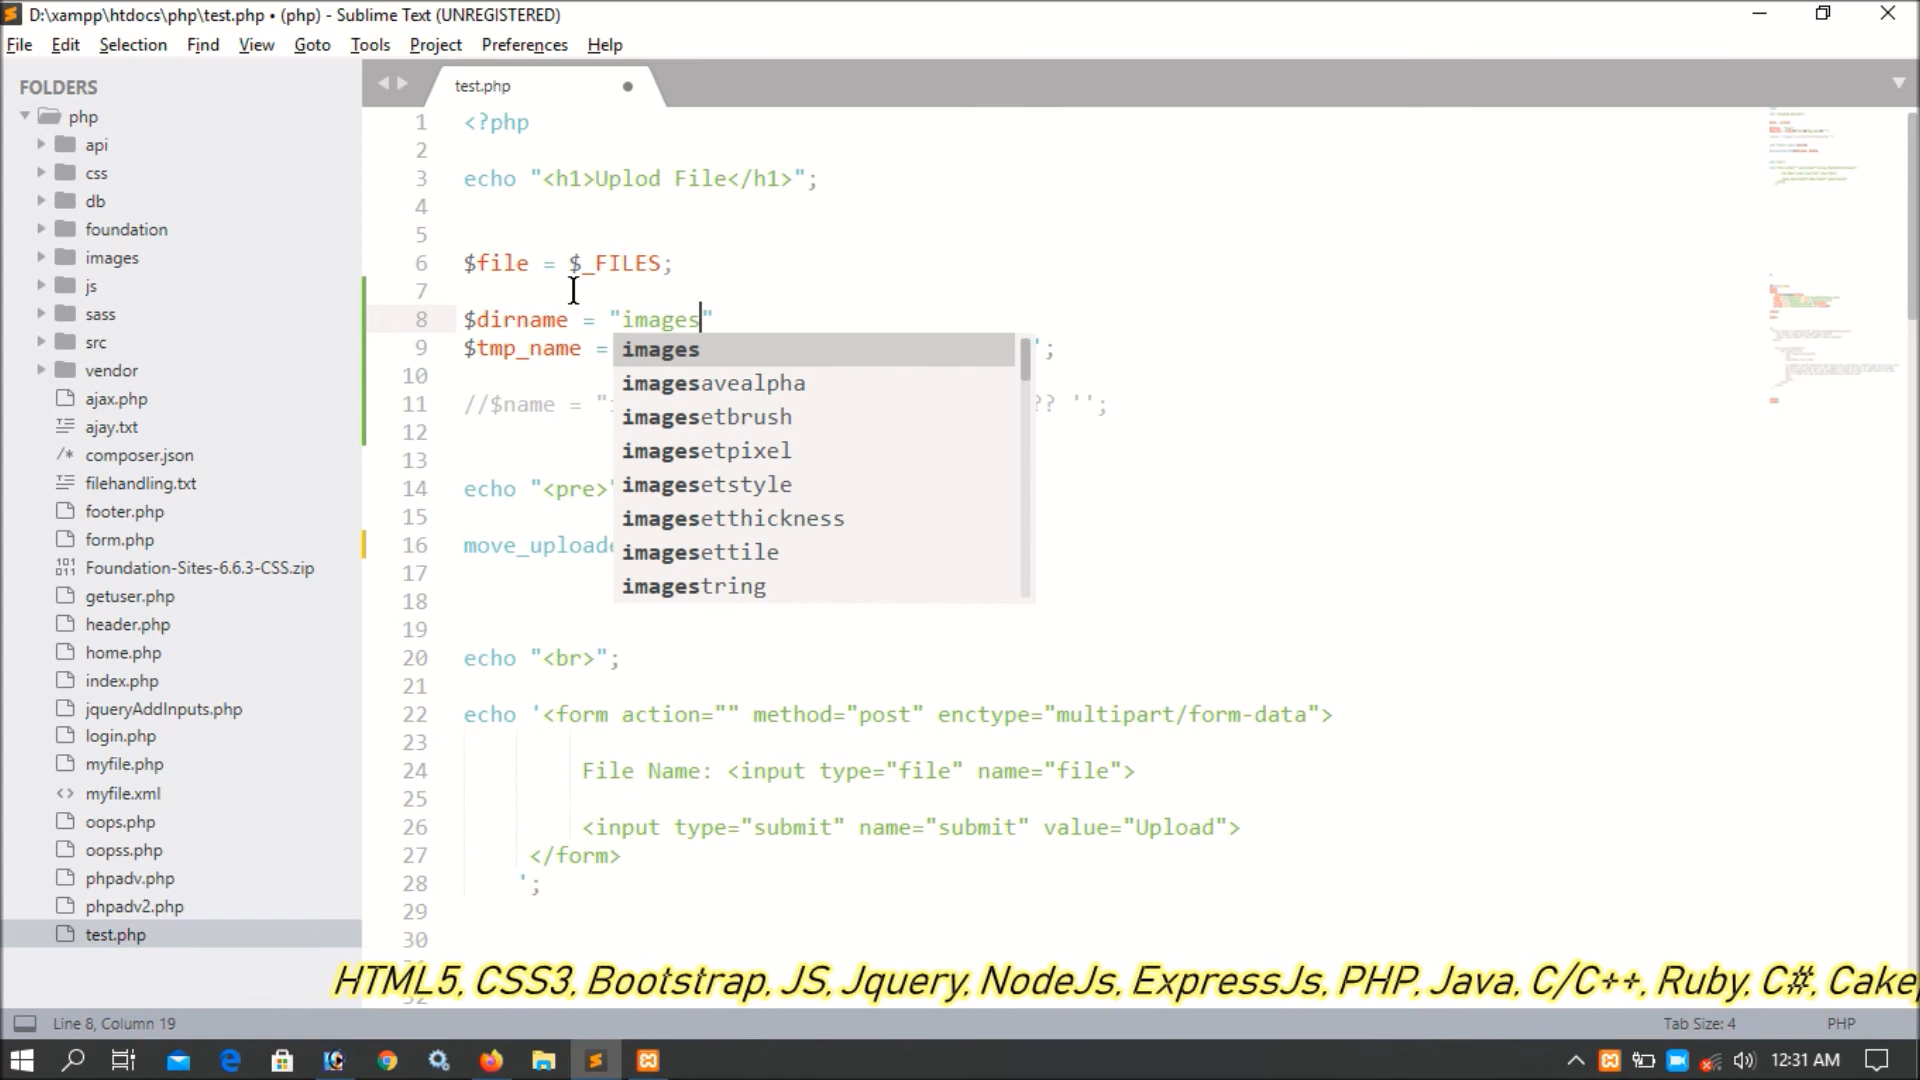 D:\xampp\htdocs\php\test.php • (php) - Sublime Text (UNREGISTERED)
File Edit Selection Find View Goto Tools Project Preferences Help
FOLDERS
php
api
css
db
foundation
images
js
sass
src
vendor
ajax.php
ajay.txt
composer.json
filehandling.txt
footer.php
form.php
Foundation-Sites-6.6.3-CSS.zip
getuser.php
header.php
home.php
index.php
jqueryAddInputs.php
login.php
myfile.php
myfile.xml
oops.php
oopss.php
phpadv.php
phpadv2.php
test.php
test.php
1 <?php
2
3 echo "<h1>Uplod File</h1>";
4
5
6 $file = $_FILES;
7
8 $dirname = "images"
9 $tmp_name = ';
10
11 //$name = " ?? '';
12
13
14 echo "<pre>
15
16 move_uploade
17
18
19
20 echo "<br>";
21
22 echo '<form action="" method="post" enctype="multipart/form-data">
23
24 File Name: <input type="file" name="file">
25
26 <input type="submit" name="submit" value="Upload">
27 </form>
28 ';
29
30
images
imagesavealpha
imagesetbrush
imagesetpixel
imagesetstyle
imagesetthickness
imagesettile
imagestring
HTML5, CSS3, Bootstrap, JS, Jquery, NodeJs, ExpressJs, PHP, Java, C/C++, Ruby, C#, Cake
Line 8, Column 19 Tab Size: 4 PHP
12:31 AM